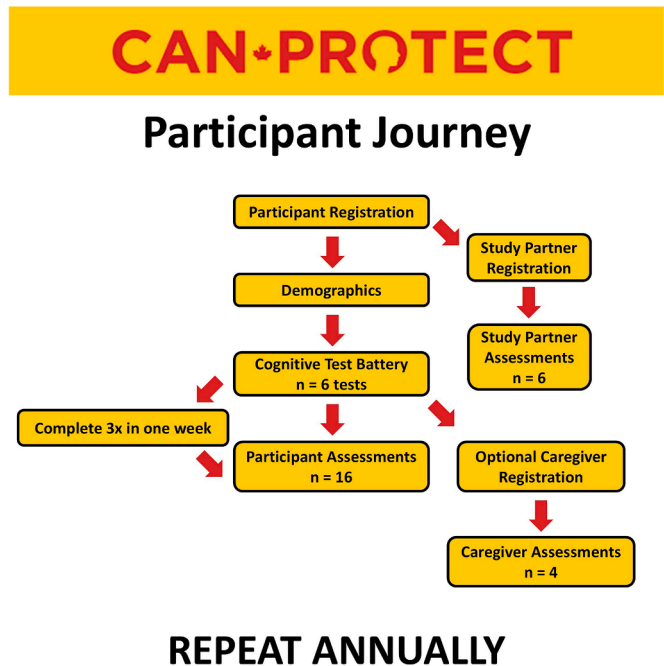 CAN PROTECT
Participant Journey
Participant Registration
Study Partner
Registration
Demographics
Study Partner
Assessments
n = 6
Cognitive Test Battery
n = 6 tests
Complete 3x in one week
Participant Assessments
n = 16
Optional Caregiver
Registration
Caregiver Assessments
n = 4
REPEAT ANNUALLY